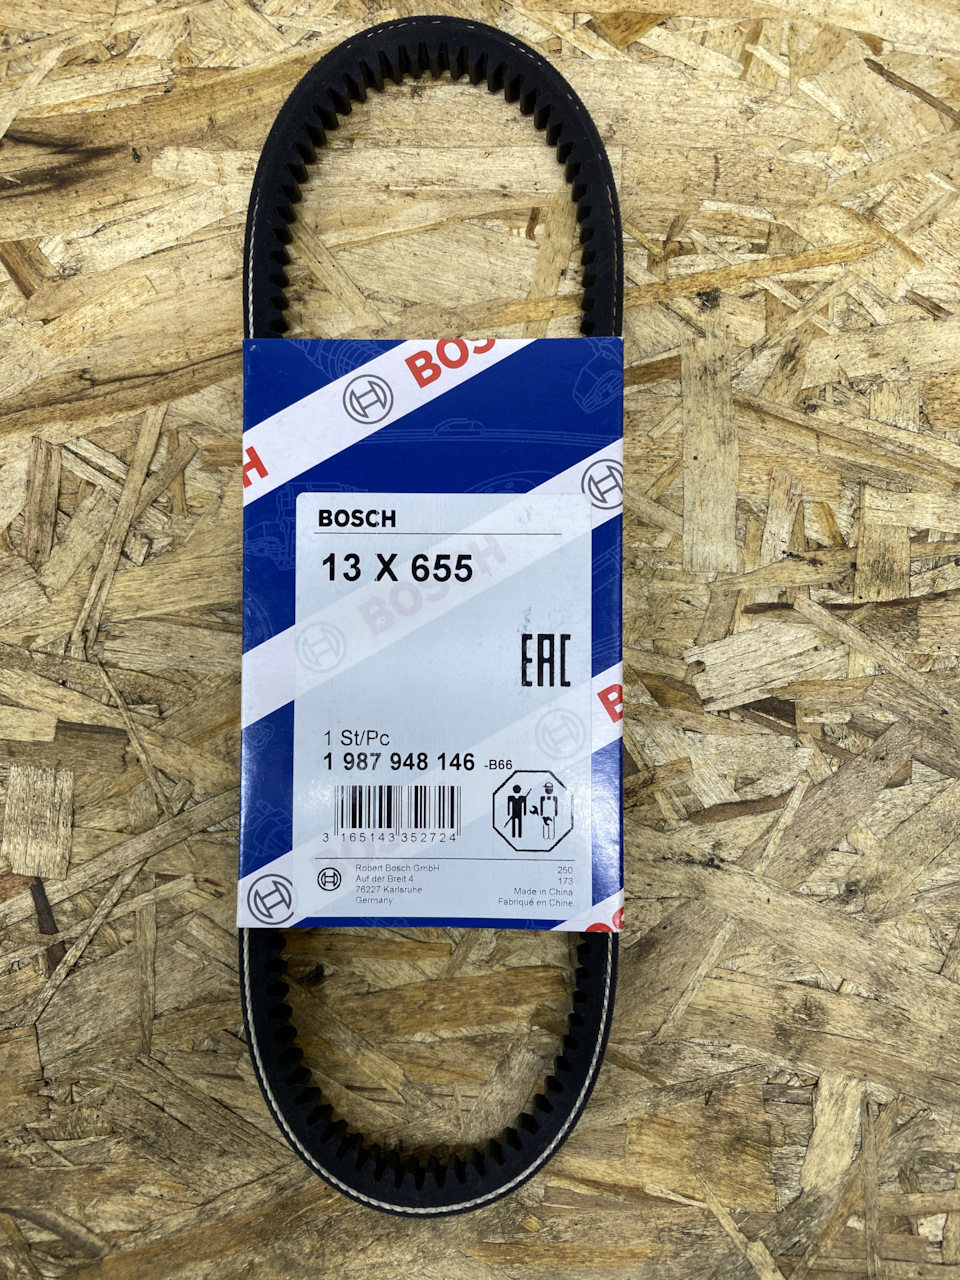 BOSCH
H
BOSCH
13 X 655
BOSCH
EAC
B
1 St/Pc
1 987 948 146 -B66
3 165143 352724
Robert Bosch GmbH
Auf der Breit 4
76227 Karlsruhe
Germany
250
173
Made in China
Fabriqué en Chine